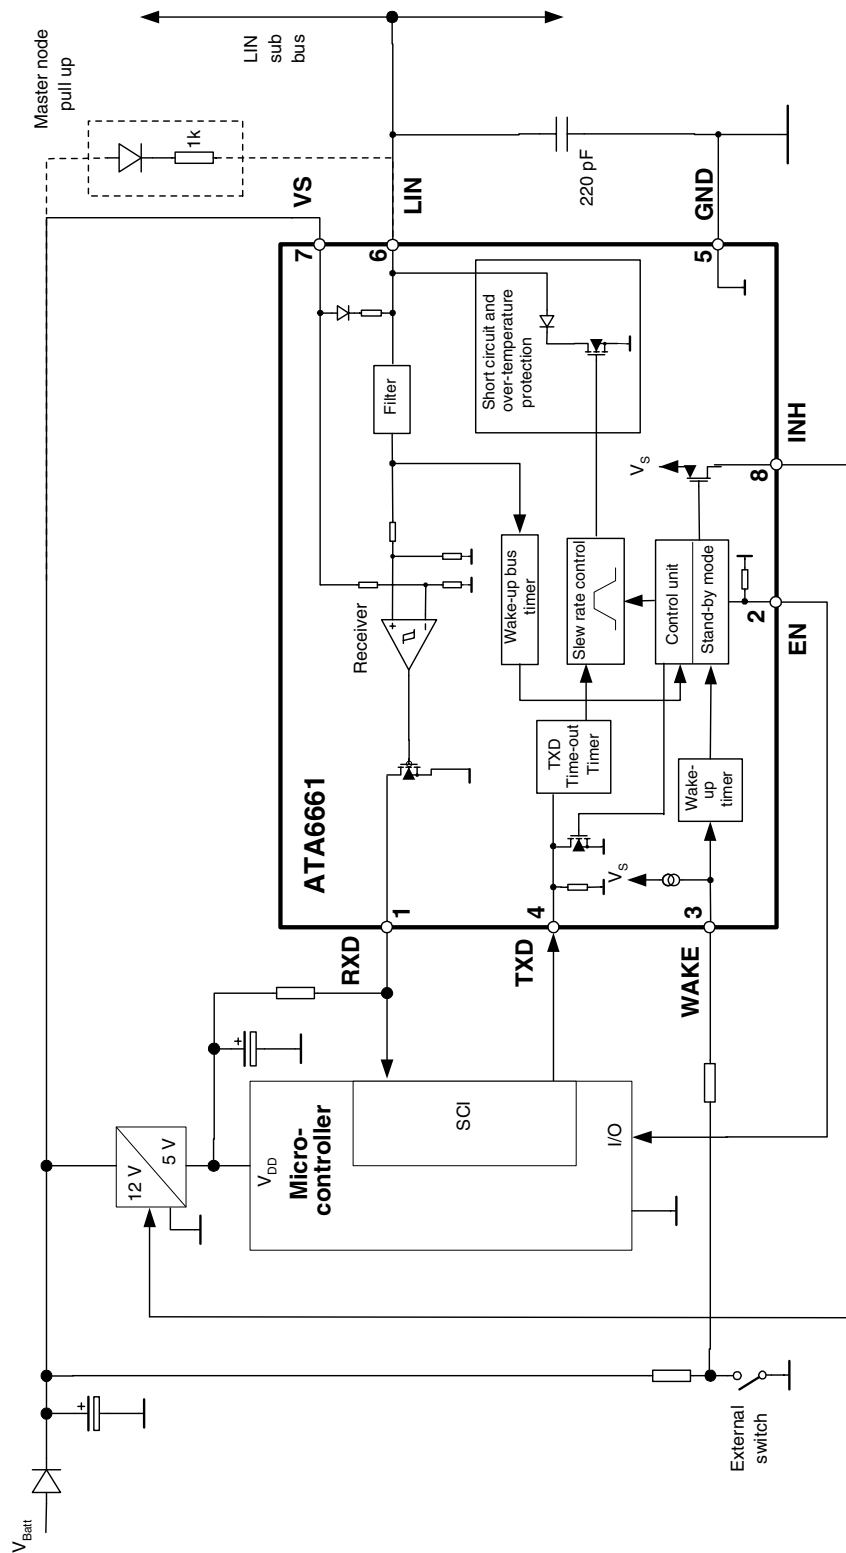 V_Batt
12 V
5 V
V_DD
Micro-
controller
SCI
I/O
External
switch
RXD
TXD
WAKE
1
4
3
ATA6661
Receiver
Filter
Wake-up bus
timer
TXD
Time-out
Timer
Slew rate control
Short circuit and
over-temperature
protection
Control unit
Stand-by mode
Wake-
up
timer
V_S
V_S
7
VS
6
LIN
5
GND
8
INH
2
EN
Master node
pull up
1k
LIN
sub
bus
220 pF
+
+
+
−